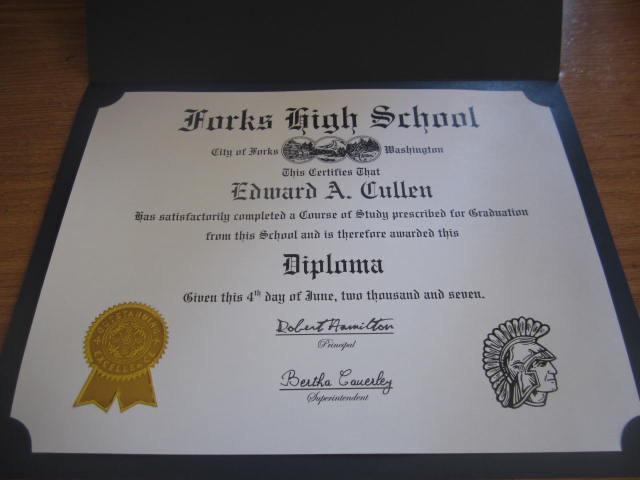 Forks High School
City of Forks Washington
This Certifies That
Edward A. Cullen
Has satisfactorily completed a Course of Study prescribed for Graduation
from this School and is therefore awarded this
Diploma
Given this 4th day of June, two thousand and seven.
Robert Hamilton
Principal
Bertha Caverley
Superintendent
OUTSTANDING
EXCELLENCE